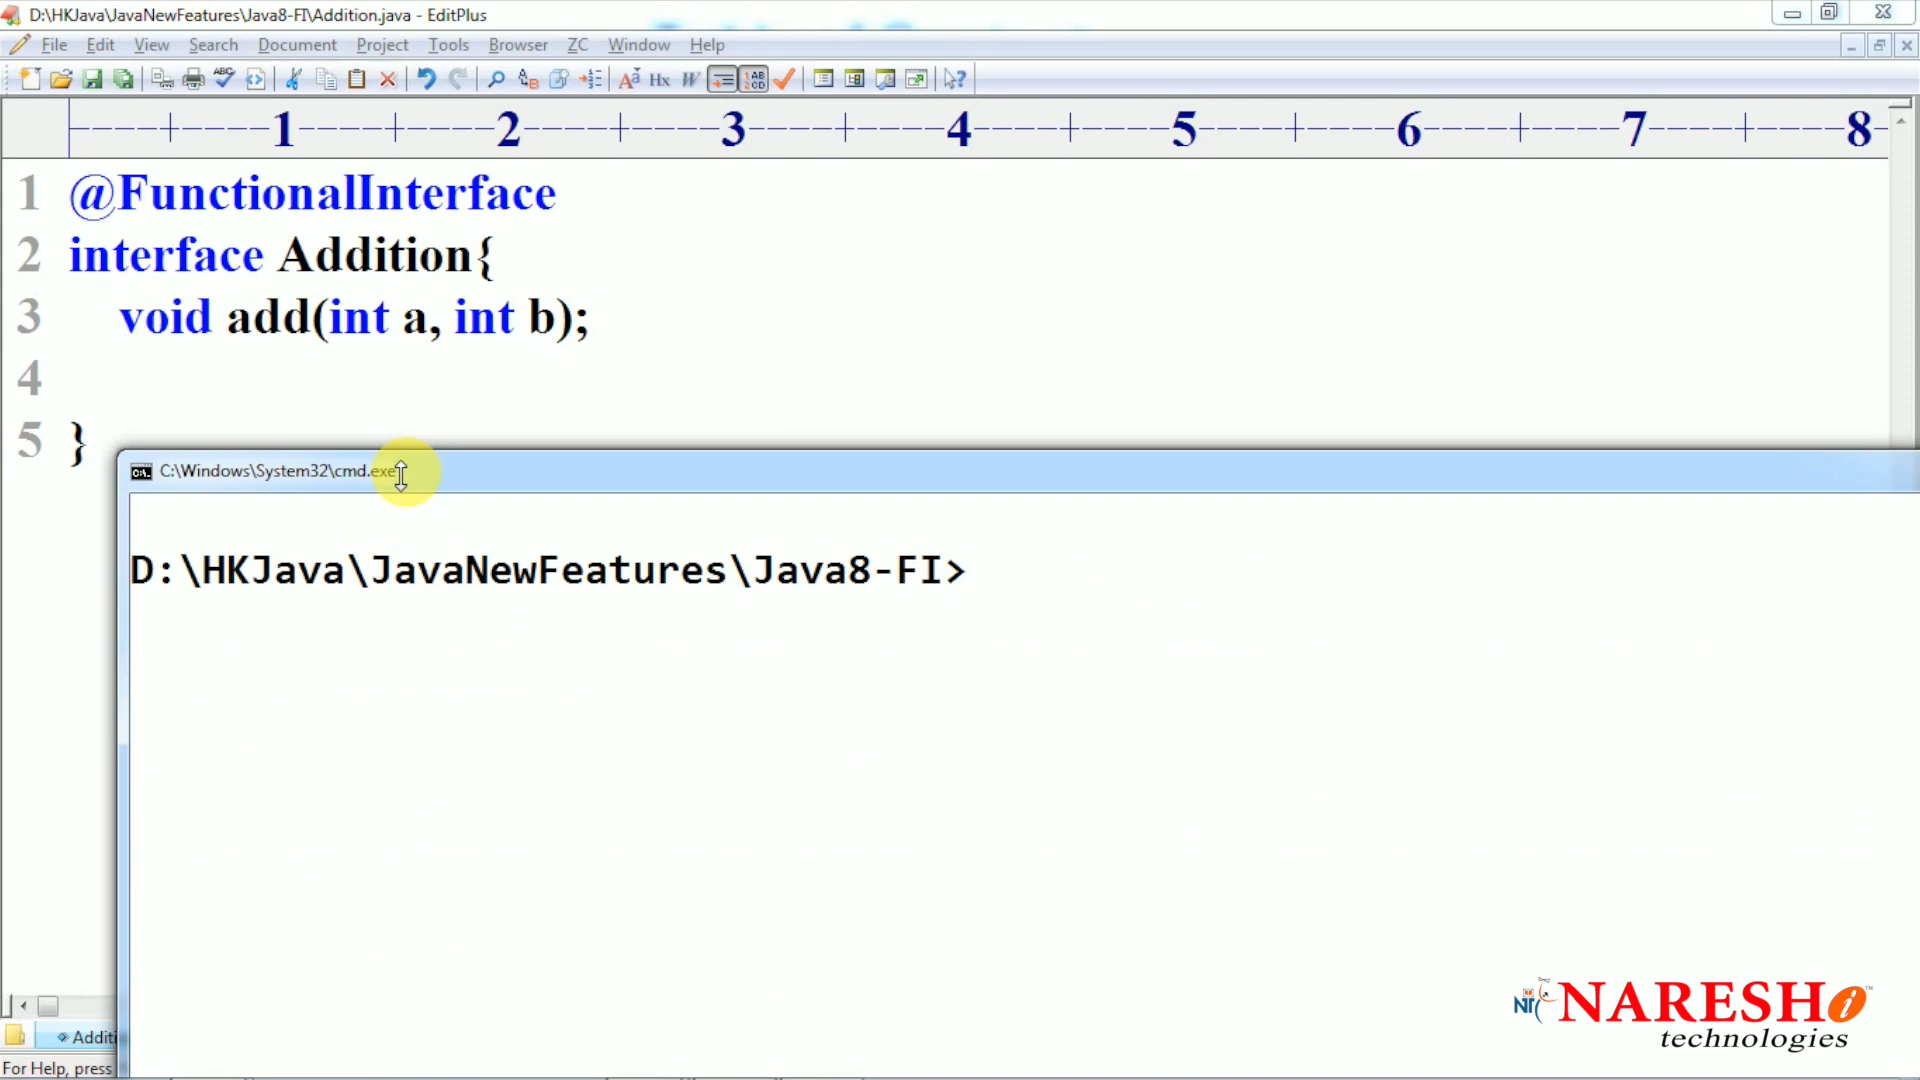 D:\HKJava\JavaNewFeatures\Java8-FI\Addition.java - EditPlus
File Edit View Search Document Project Tools Browser ZC Window Help
1 2 3 4 5 6 7 8
1 @FunctionalInterface
2 interface Addition{
3 void add(int a, int b);
4
5 }
C:\Windows\System32\cmd.exe
D:\HKJava\JavaNewFeatures\Java8-FI>
NARESHi
technologies
Additi
For Help, press